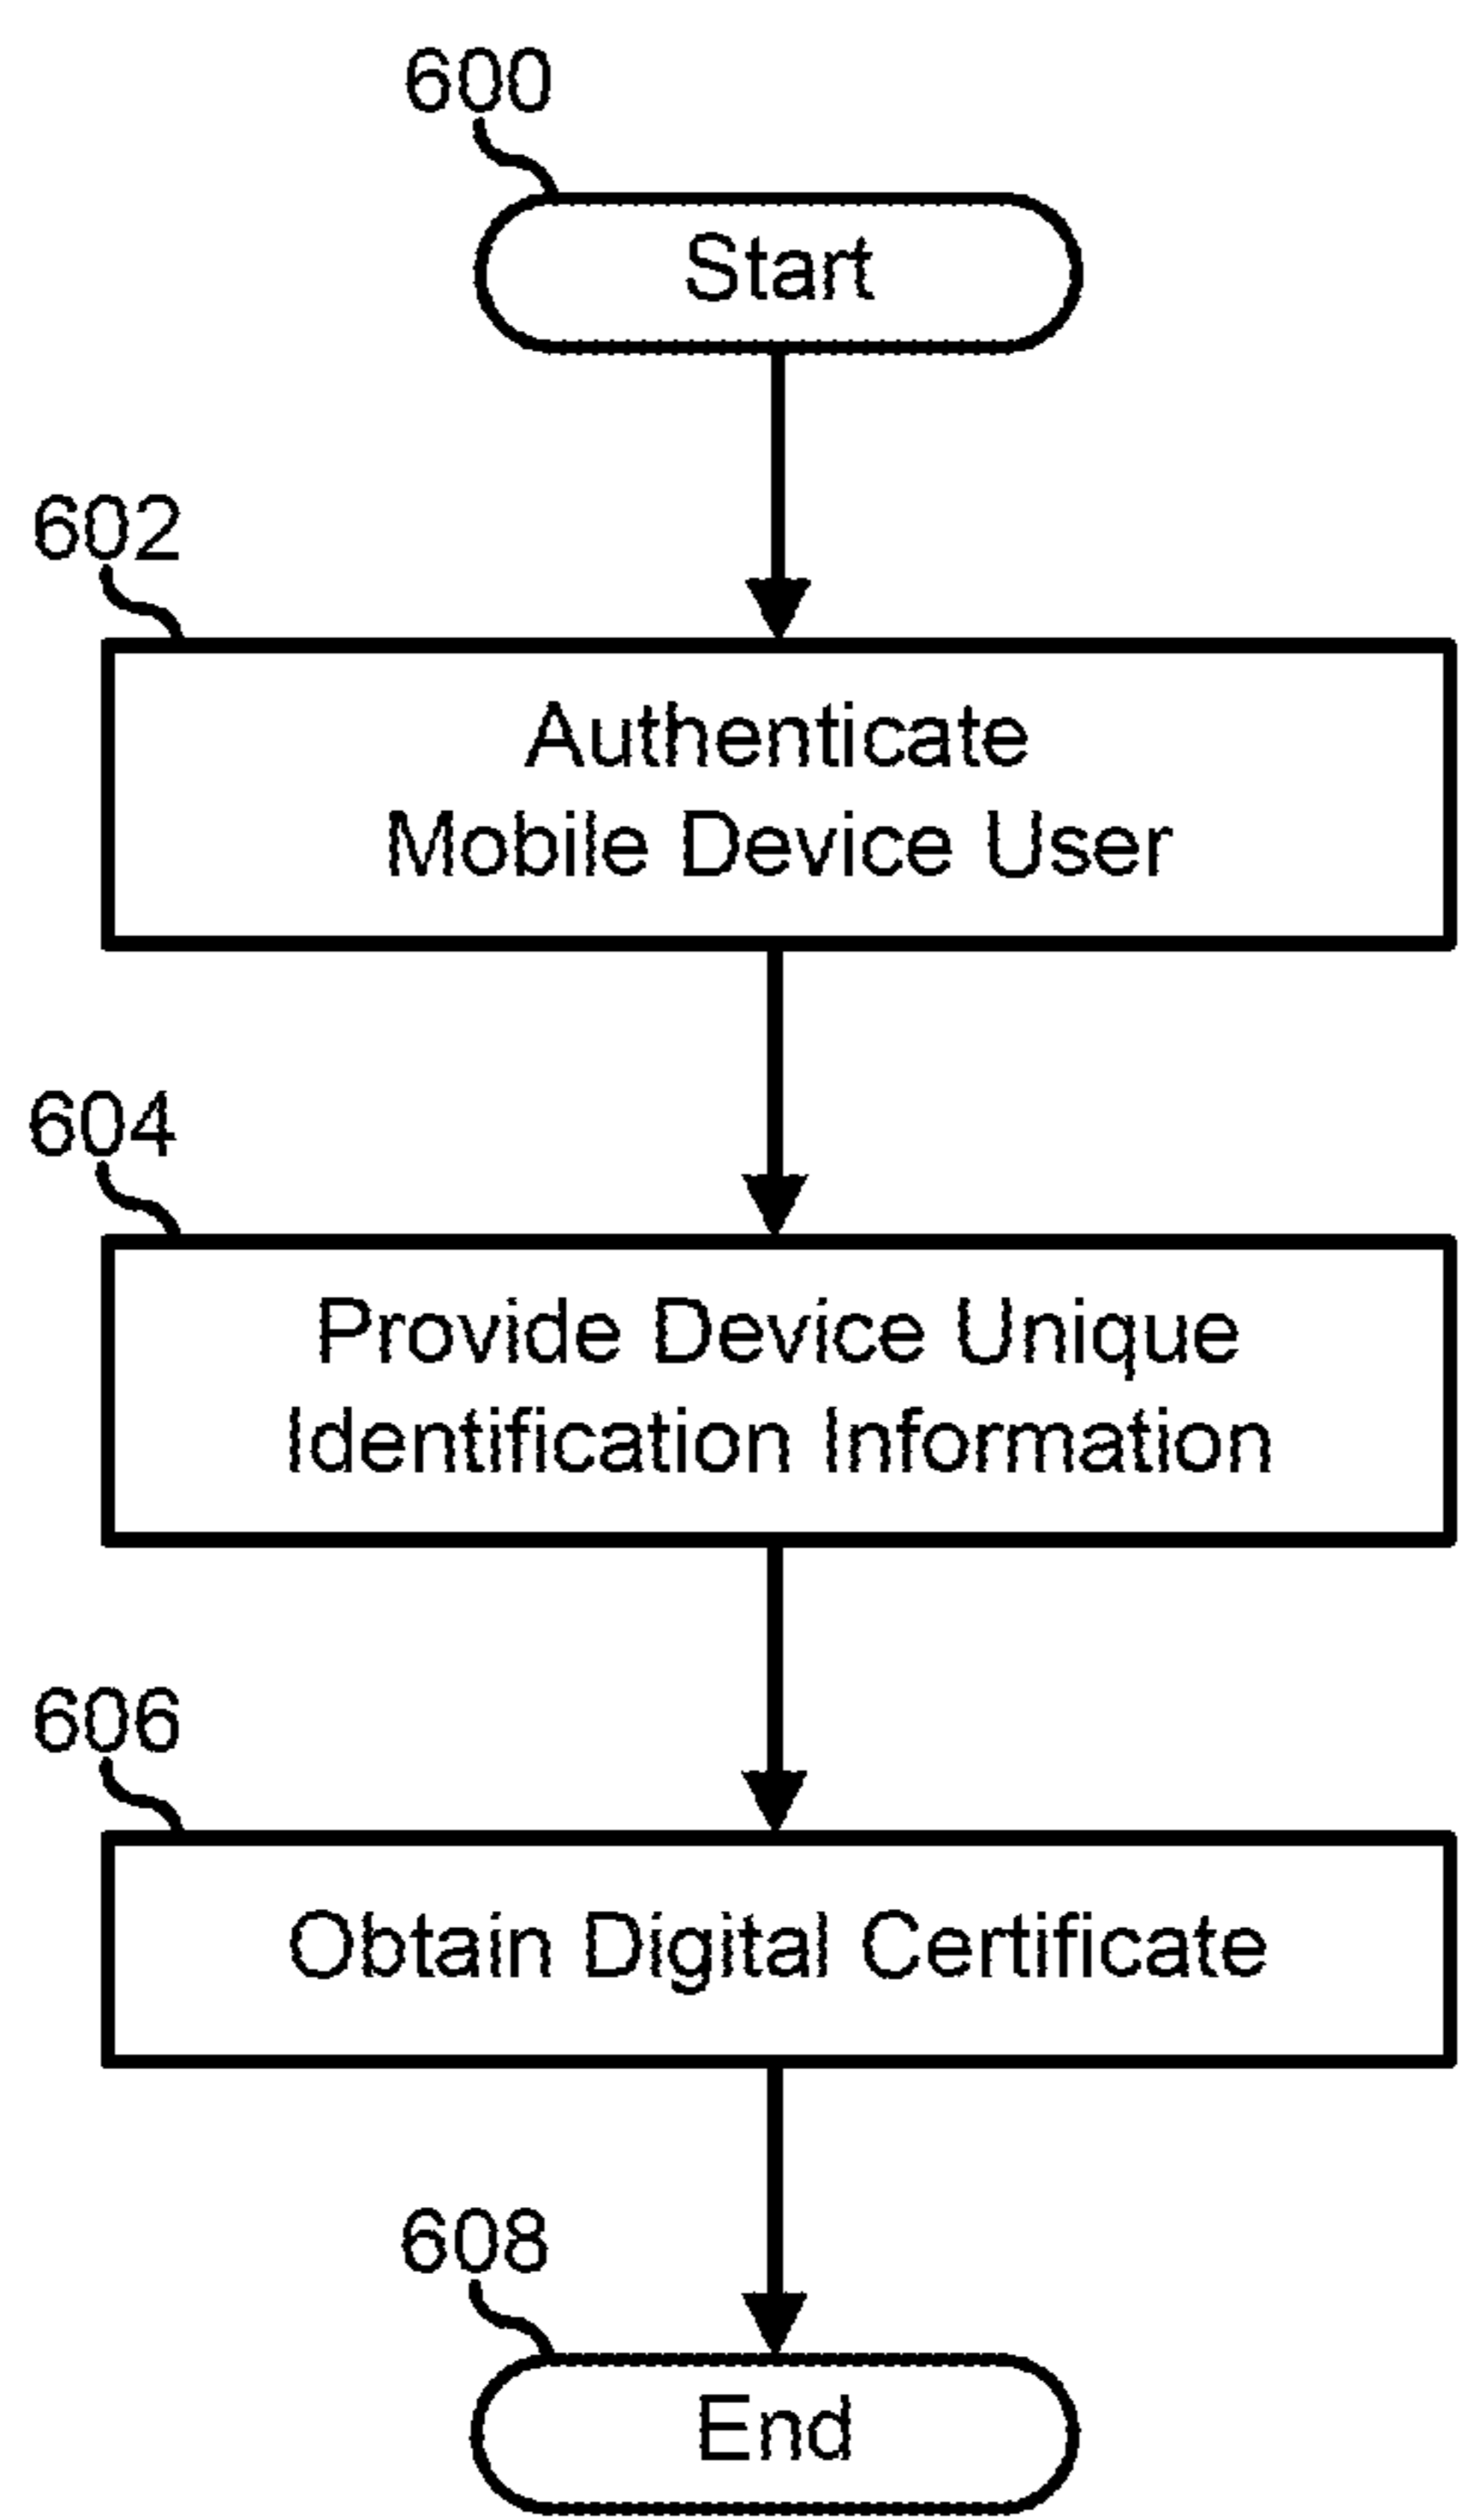 600
Start
602
Authenticate
Mobile Device User
604
Provide Device Unique
Identification Information
606
Obtain Digital Certificate
608
End